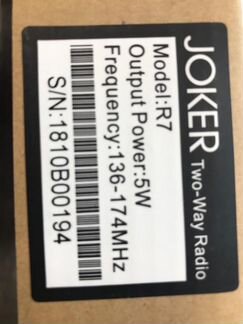 JOKER Two-Way Radio
Model:R7
Output Power:5W
Frequency:136-174MHz
S/N:1810B00194